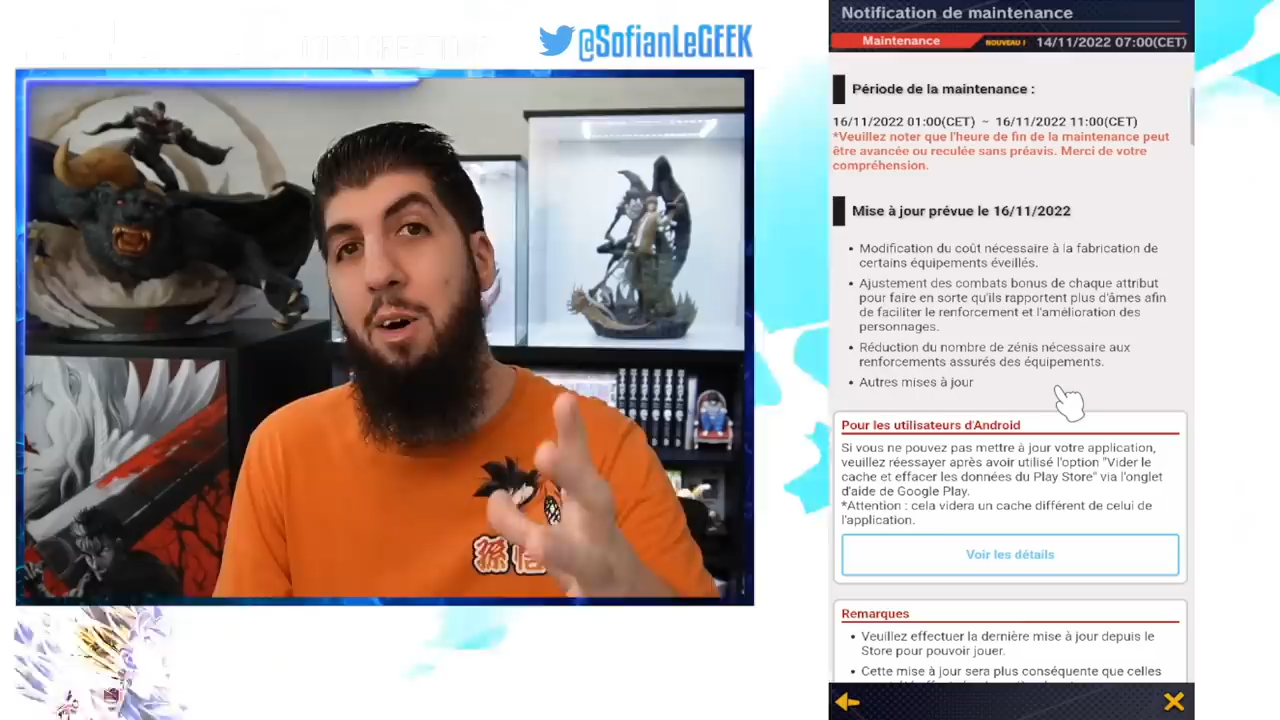 @SofianLeGEEK
Notification de maintenance
Maintenance NOUVEAU ! 14/11/2022 07:00(CET)
Période de la maintenance :
16/11/2022 01:00(CET) ~ 16/11/2022 11:00(CET)
*Veuillez noter que l'heure de fin de la maintenance peut
être avancée ou reculée sans préavis. Merci de votre
compréhension.
Mise à jour prévue le 16/11/2022
• Modification du coût nécessaire à la fabrication de
certains équipements éveillés.
• Ajustement des combats bonus de chaque attribut
pour faire en sorte qu'ils rapportent plus d'âmes afin
de faciliter le renforcement et l'amélioration des
personnages.
• Réduction du nombre de zénis nécessaire aux
renforcements assurés des équipements.
• Autres mises à jour
Pour les utilisateurs d'Android
Si vous ne pouvez pas mettre à jour votre application,
veuillez réessayer après avoir utilisé l'option "Vider le
cache et effacer les données du Play Store" via l'onglet
d'aide de Google Play.
*Attention : cela videra un cache différent de celui de
l'application.
Voir les détails
Remarques
• Veuillez effectuer la dernière mise à jour depuis le
Store pour pouvoir jouer.
• Cette mise à jour sera plus conséquente que celles
孫悟